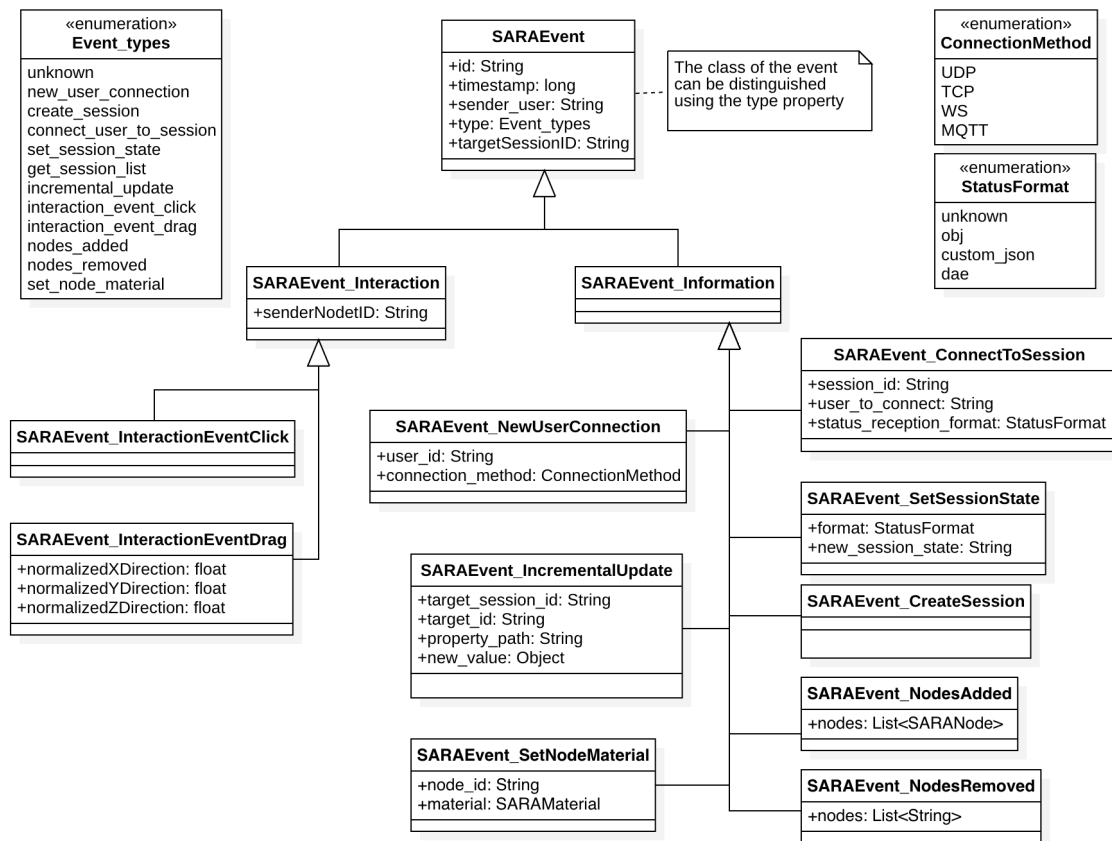 «enumeration»
Event_types
unknown
new_user_connection
create_session
connect_user_to_session
set_session_state
get_session_list
incremental_update
interaction_event_click
interaction_event_drag
nodes_added
nodes_removed
set_node_material
SARAEvent
+id: String
+timestamp: long
+sender_user: String
+type: Event_types
+targetSessionID: String
The class of the event
can be distinguished
using the type property
«enumeration»
ConnectionMethod
UDP
TCP
WS
MQTT
«enumeration»
StatusFormat
unknown
obj
custom_json
dae
SARAEvent_Interaction
+senderNodetID: String
SARAEvent_Information
SARAEvent_InteractionEventClick
SARAEvent_InteractionEventDrag
+normalizedXDirection: float
+normalizedYDirection: float
+normalizedZDirection: float
SARAEvent_NewUserConnection
+user_id: String
+connection_method: ConnectionMethod
SARAEvent_IncrementalUpdate
+target_session_id: String
+target_id: String
+property_path: String
+new_value: Object
SARAEvent_SetNodeMaterial
+node_id: String
+material: SARAMaterial
SARAEvent_ConnectToSession
+session_id: String
+user_to_connect: String
+status_reception_format: StatusFormat
SARAEvent_SetSessionState
+format: StatusFormat
+new_session_state: String
SARAEvent_CreateSession
SARAEvent_NodesAdded
+nodes: List<SARANode>
SARAEvent_NodesRemoved
+nodes: List<String>